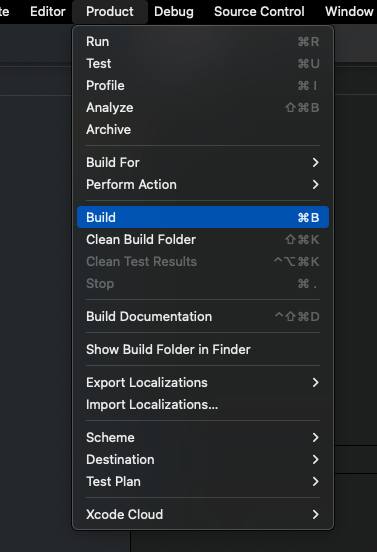 te Editor Product Debug Source Control Window
Run ⌘R
Test ⌘U
Profile ⌘I
Analyze ⇧⌘B
Archive
Build For
Perform Action
Build ⌘B
Clean Build Folder ⇧⌘K
Clean Test Results ^⌥⌘K
Stop ⌘.
Build Documentation ^⇧⌘D
Show Build Folder in Finder
Export Localizations
Import Localizations...
Scheme
Destination
Test Plan
Xcode Cloud